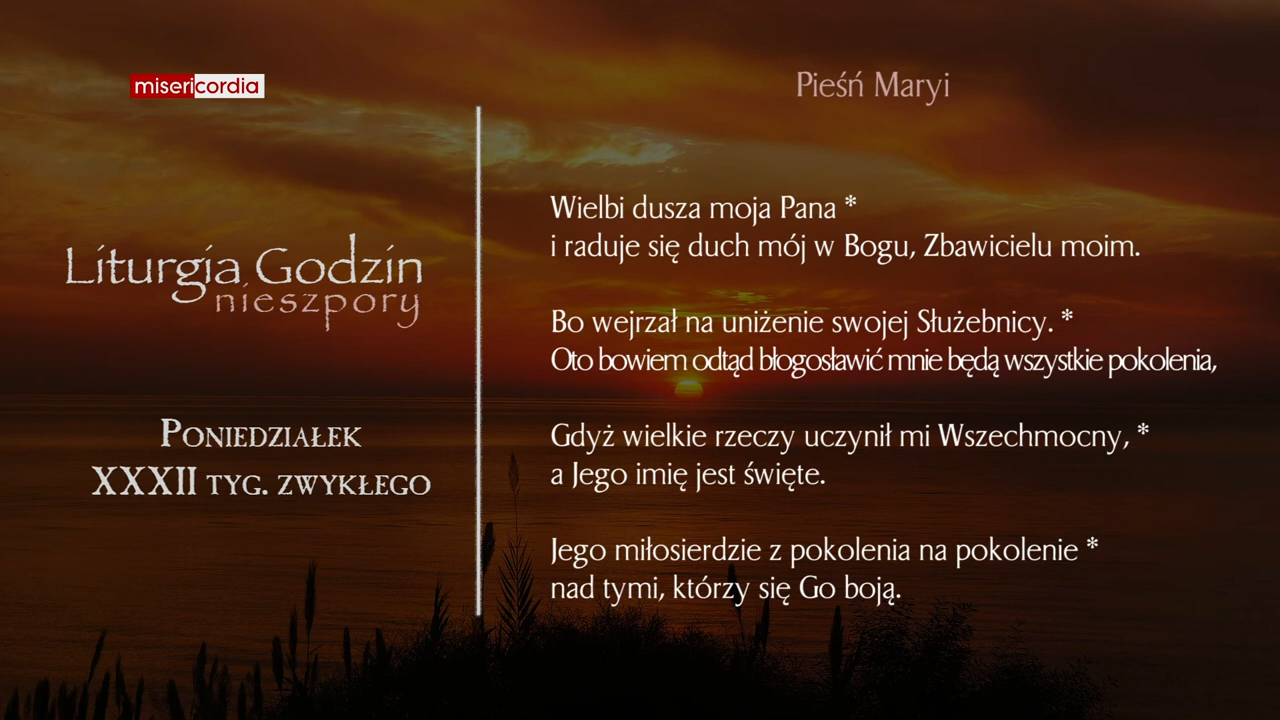 misericordia
Liturgia Godzin
nieszpory
Poniedziałek
XXXII tyg. zwykłego
Pieśń Maryi
Wielbi dusza moja Pana *
i raduje się duch mój w Bogu, Zbawicielu moim.
Bo wejrzał na uniżenie swojej Służebnicy. *
Oto bowiem odtąd błogosławić mnie będą wszystkie pokolenia,
Gdyż wielkie rzeczy uczynił mi Wszechmocny, *
a Jego imię jest święte.
Jego miłosierdzie z pokolenia na pokolenie *
nad tymi, którzy się Go boją.